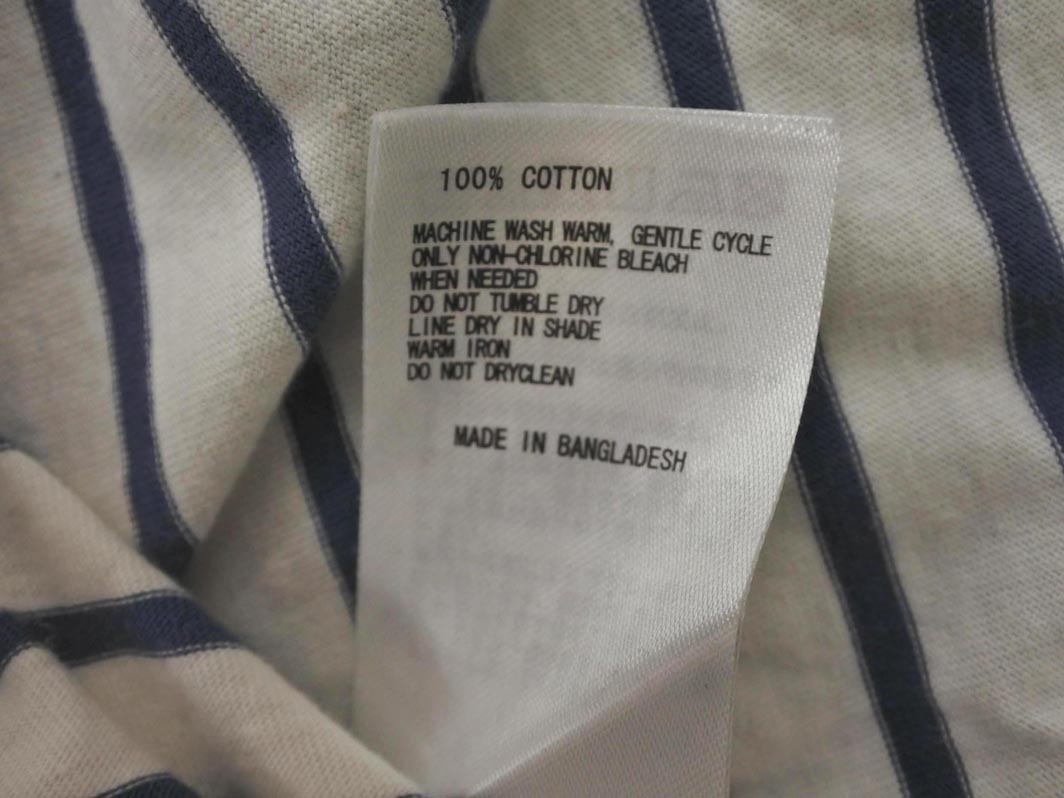 100% COTTON
MACHINE WASH WARM, GENTLE CYCLE
ONLY NON-CHLORINE BLEACH
WHEN NEEDED
DO NOT TUMBLE DRY
LINE DRY IN SHADE
WARM IRON
DO NOT DRYCLEAN
MADE IN BANGLADESH